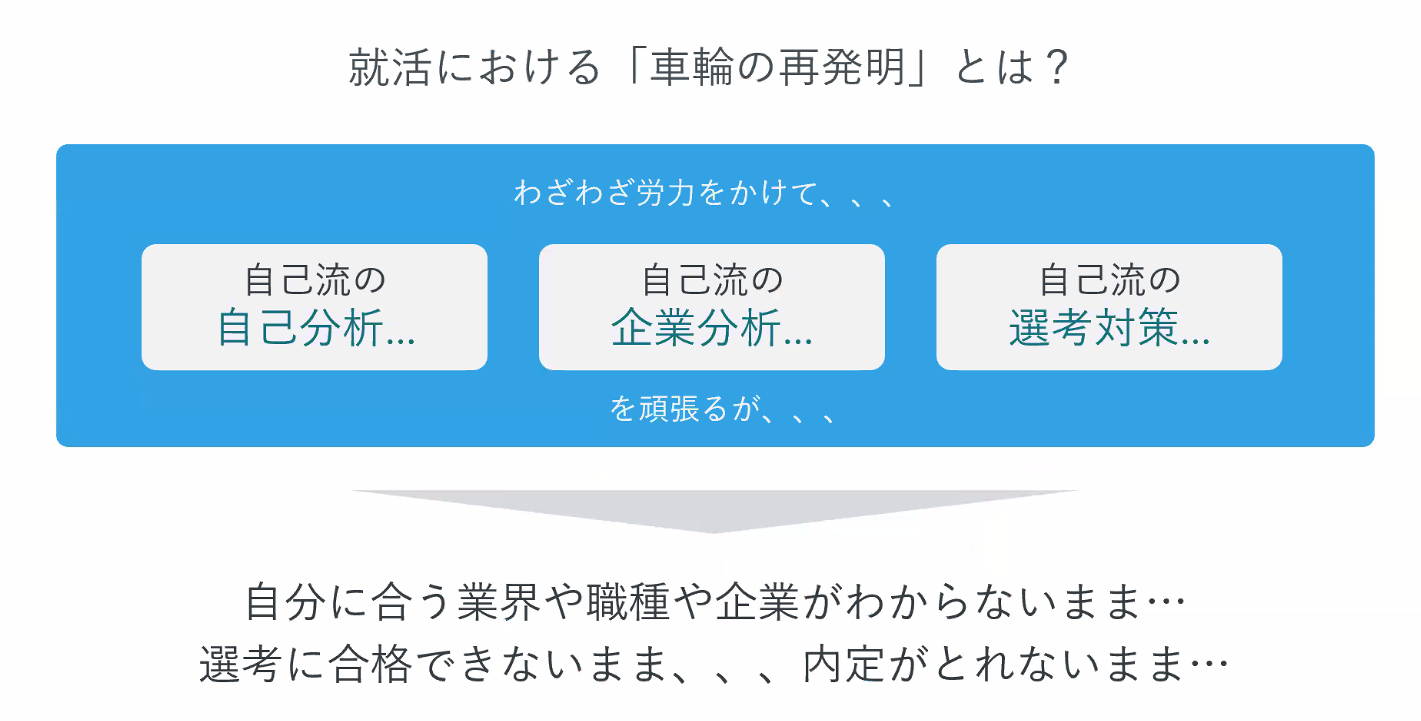 就活における「車輪の再発明」とは？
わざわざ労力をかけて、、、
自己流の
自己分析...
自己流の
企業分析...
自己流の
選考対策...
を頑張るが、、、
自分に合う業界や職種や企業がわからないまま…
選考に合格できないまま、、、内定がとれないまま…